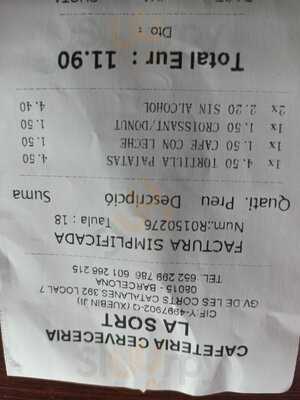 CAFETERIA CERVECERIA
LA SORT
CIF:Y-4997902-Q (XUEBIN JI)
GV DE LES CORTS CATALANES 392 LOCAL 7
08015 - BARCELONA
TEL. 652 299 786 601 266 215
FACTURA SIMPLIFICADA
Num.:R0150276
Taula : 18
Quati. Preu Descripció Suma
1x 4.50 TORTILLA PATATAS 4.50
1x 1.50 CAFE CON LECHE 1.50
1x 1.50 CROISSANT/DONUT 1.50
2x 2.20 SIN ALCOHOL 4.40
Total Eur : 11.90
Dto :